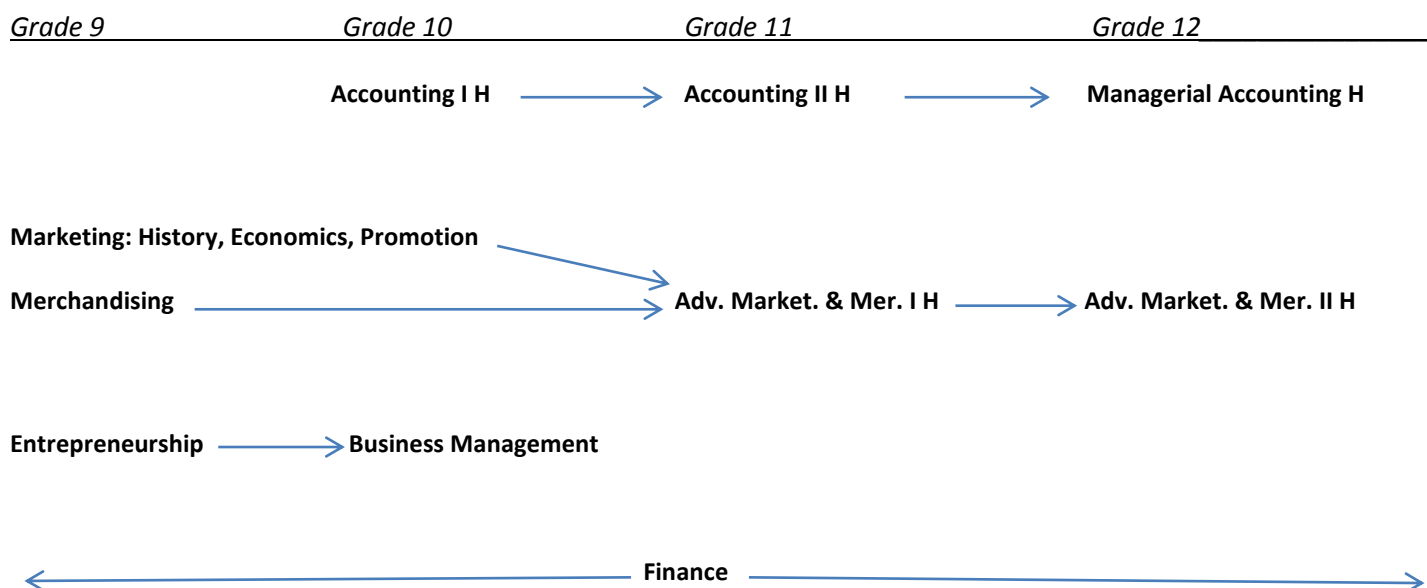 Grade 9 Grade 10 Grade 11 Grade 12
Accounting I H Accounting II H Managerial Accounting H
Marketing: History, Economics, Promotion
Merchandising Adv. Market. & Mer. I H Adv. Market. & Mer. II H
Entrepreneurship Business Management
Finance